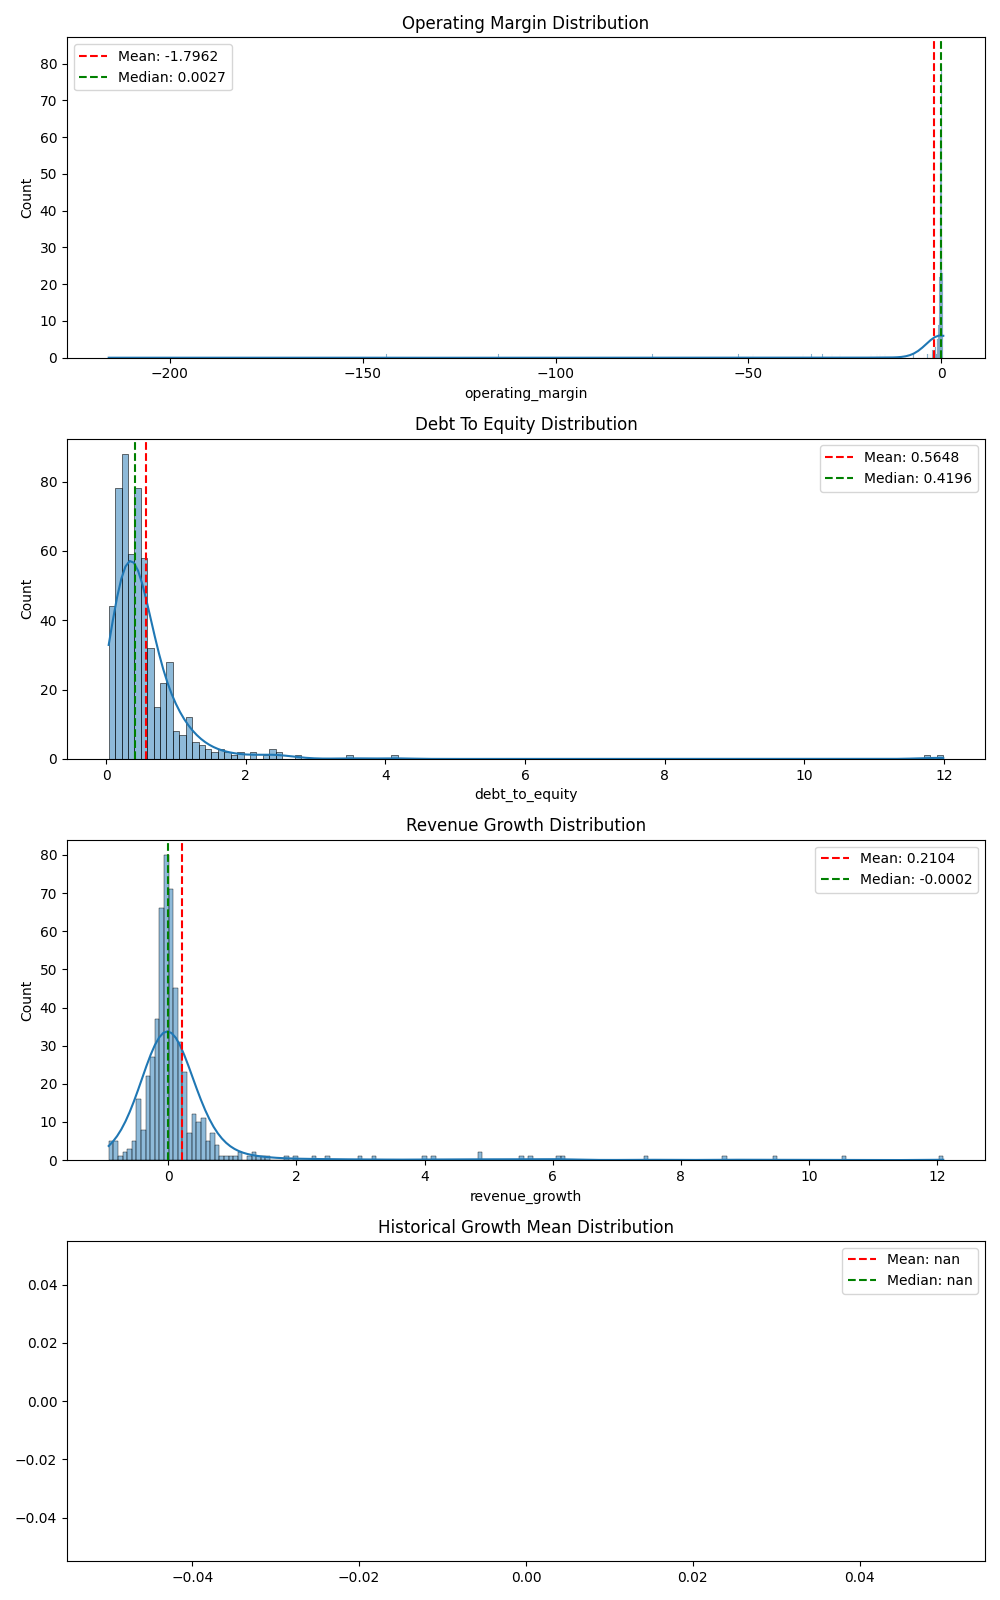 Operating Margin Distribution
Mean: -1.7962
Median: 0.0027
80
70
60
50
40
30
20
10
0
Count
−200 −150 −100 −50 0
operating_margin
Debt To Equity Distribution
Mean: 0.5648
Median: 0.4196
80
60
40
20
0
Count
0 2 4 6 8 10 12
debt_to_equity
Revenue Growth Distribution
Mean: 0.2104
Median: -0.0002
80
70
60
50
40
30
20
10
0
Count
0 2 4 6 8 10 12
revenue_growth
Historical Growth Mean Distribution
Mean: nan
Median: nan
0.04
0.02
0.00
−0.02
−0.04
−0.04 −0.02 0.00 0.02 0.04